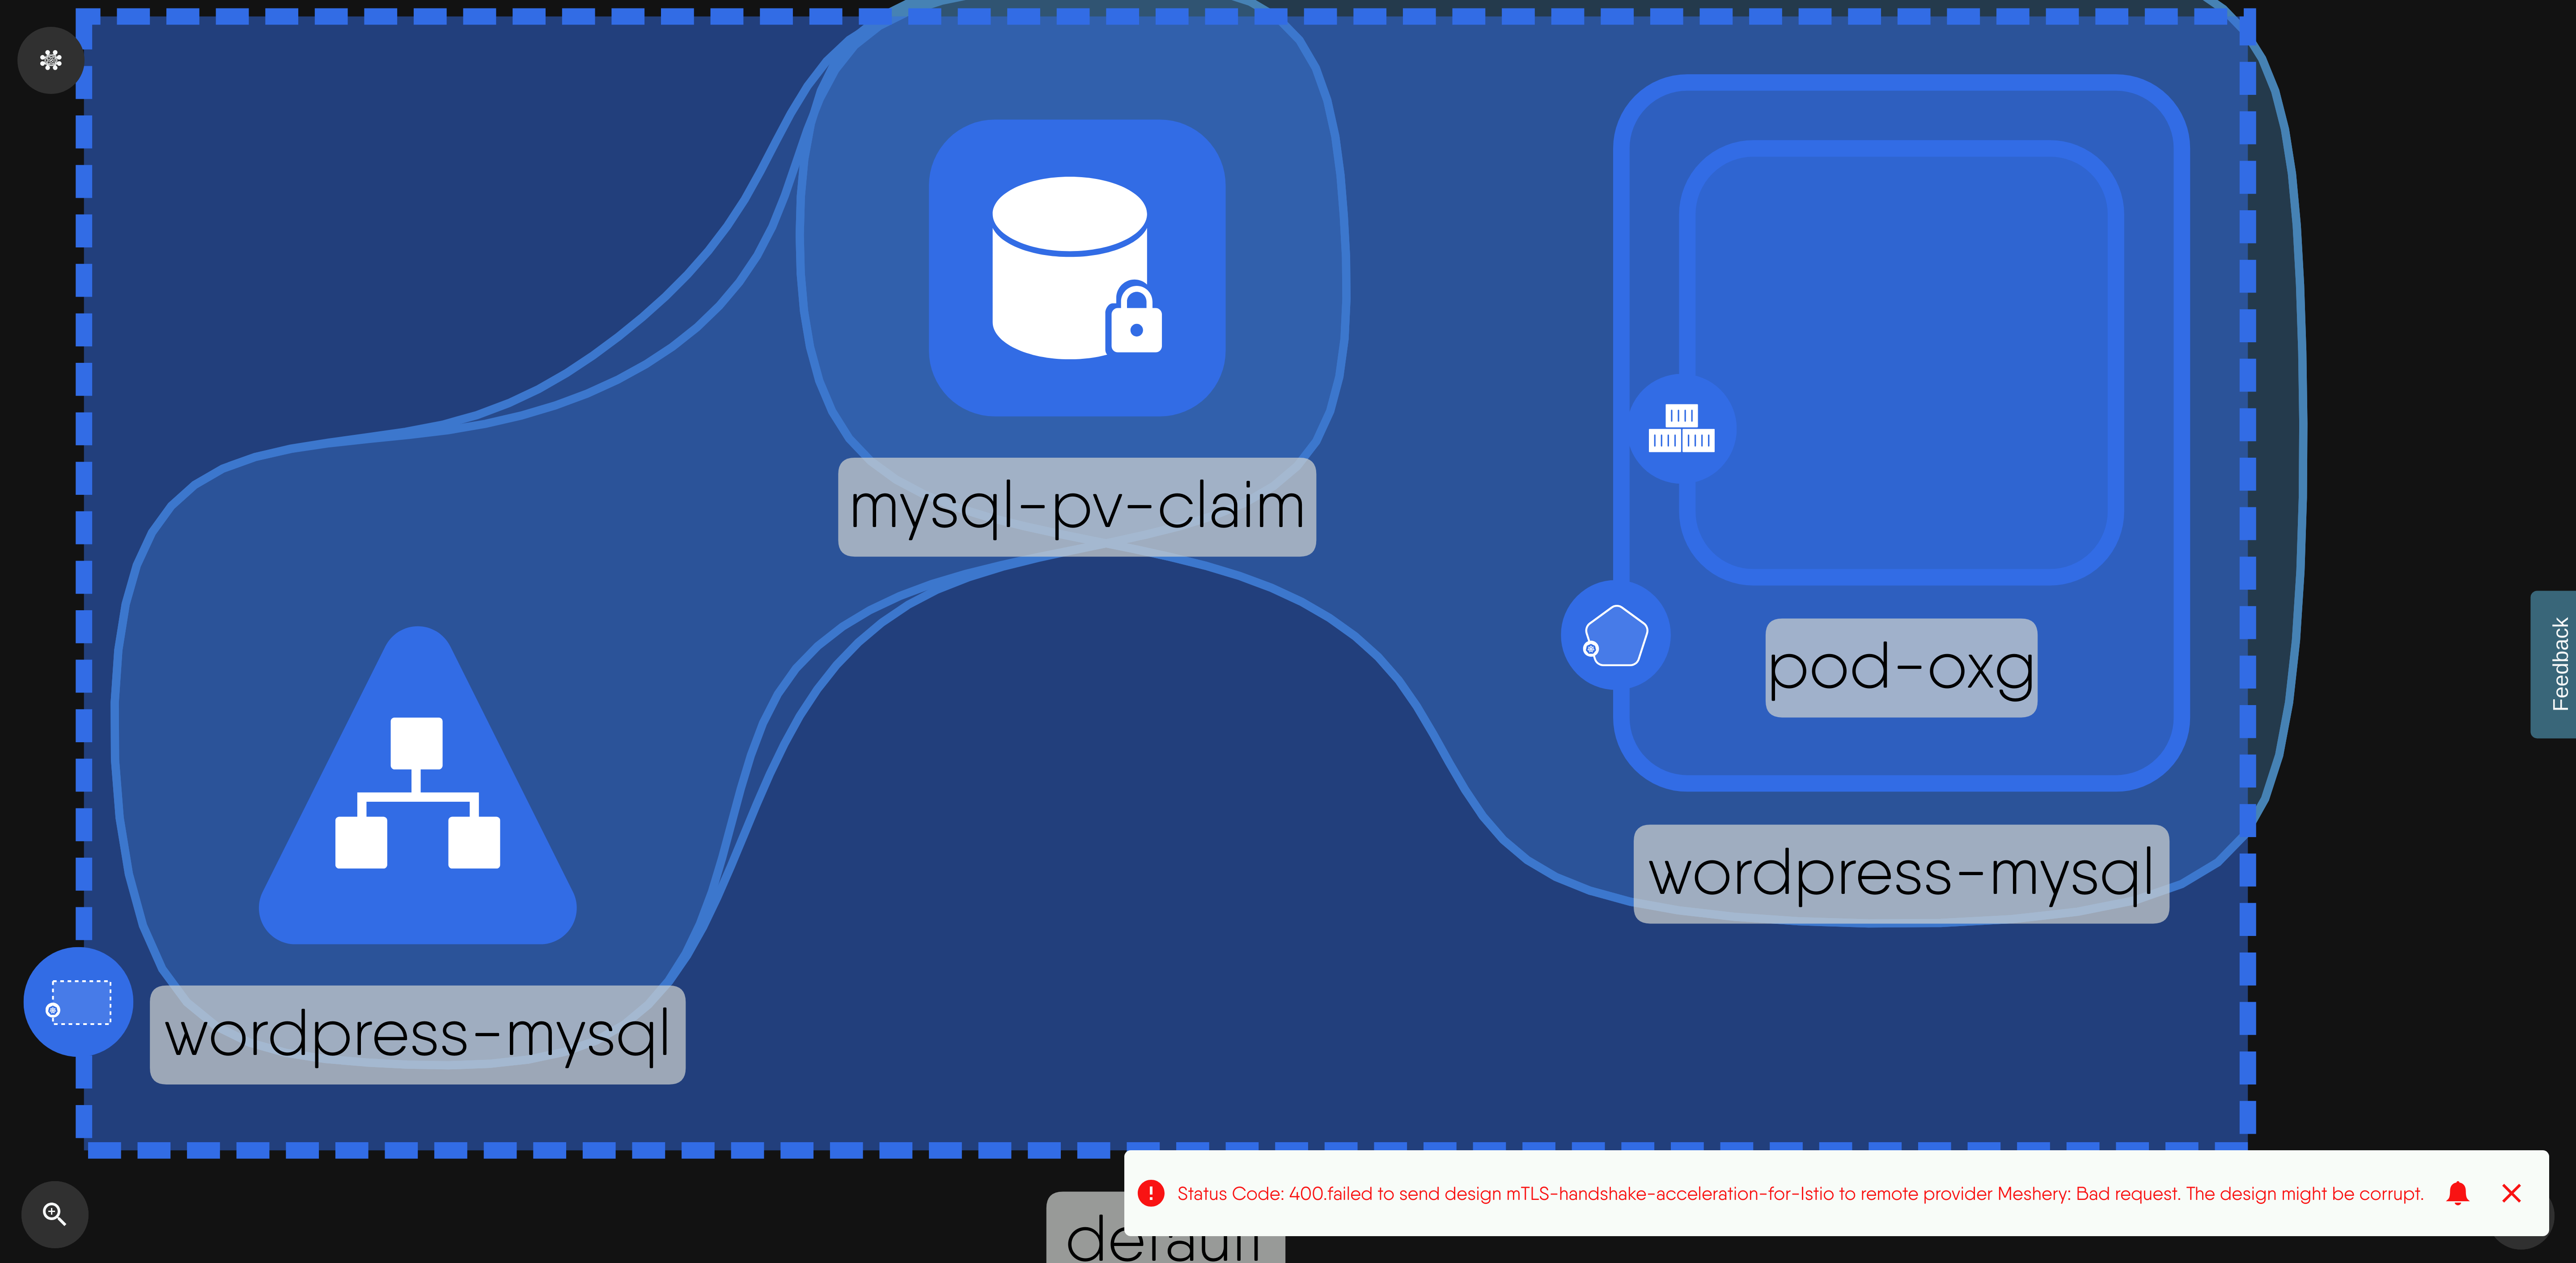 mysql-pv-claim
pod-oxg
wordpress-mysql
wordpress-mysql
Feedback
Status Code: 400.failed to send design mTLS-handshake-acceleration-for-Istio to remote provider Meshery: Bad request. The design might be corrupt.
default